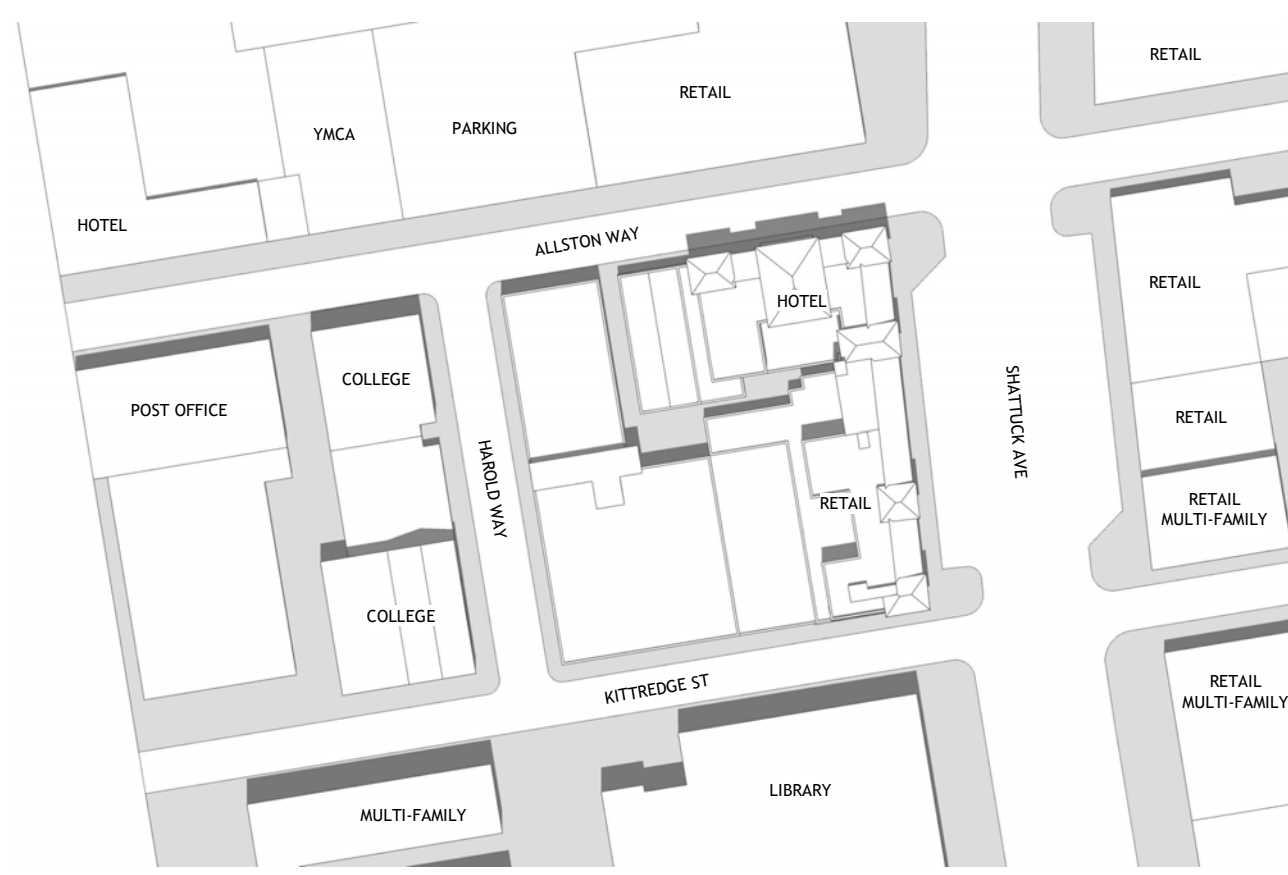 RETAIL
RETAIL
YMCA
PARKING
HOTEL
ALLSTON WAY
RETAIL
HOTEL
COLLEGE
POST OFFICE
SHATTUCK AVE
RETAIL
HAROLD WAY
RETAIL
RETAIL
MULTI-FAMILY
COLLEGE
KITTREDGE ST
RETAIL
MULTI-FAMILY
LIBRARY
MULTI-FAMILY